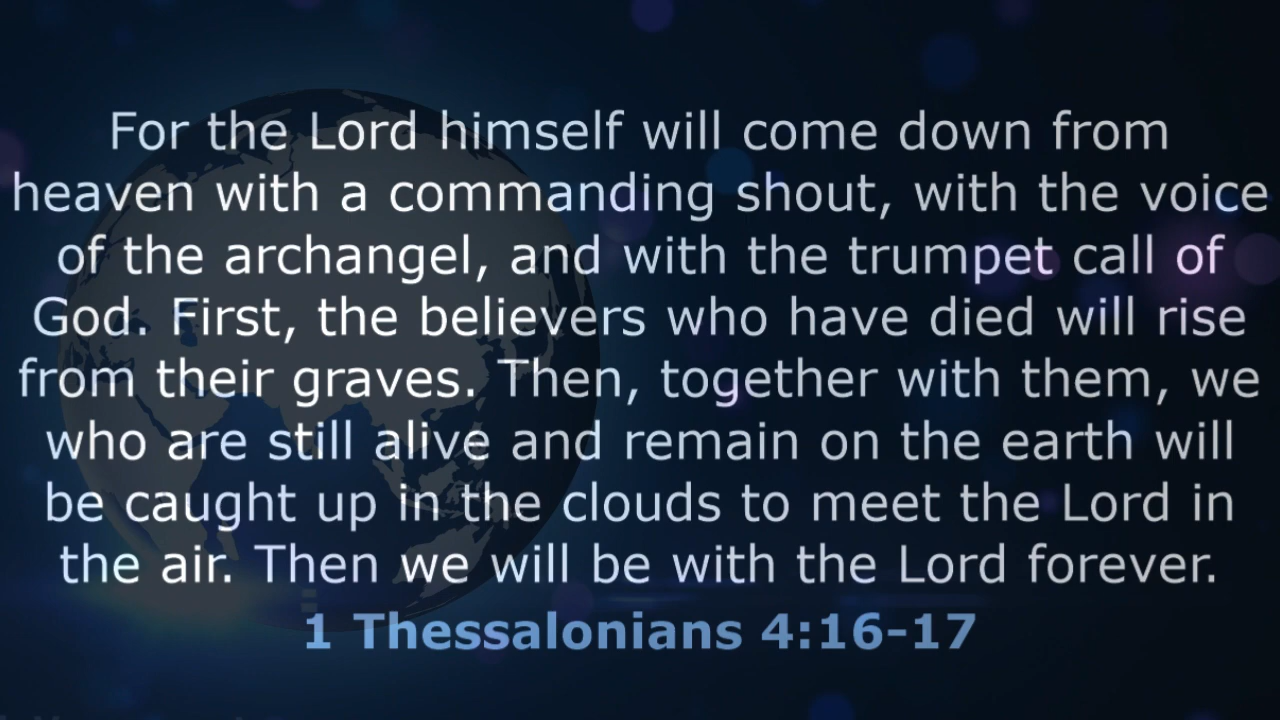 For the Lord himself will come down from
heaven with a commanding shout, with the voice
of the archangel, and with the trumpet call of
God. First, the believers who have died will rise
from their graves. Then, together with them, we
who are still alive and remain on the earth will
be caught up in the clouds to meet the Lord in
the air. Then we will be with the Lord forever.
1 Thessalonians 4:16-17